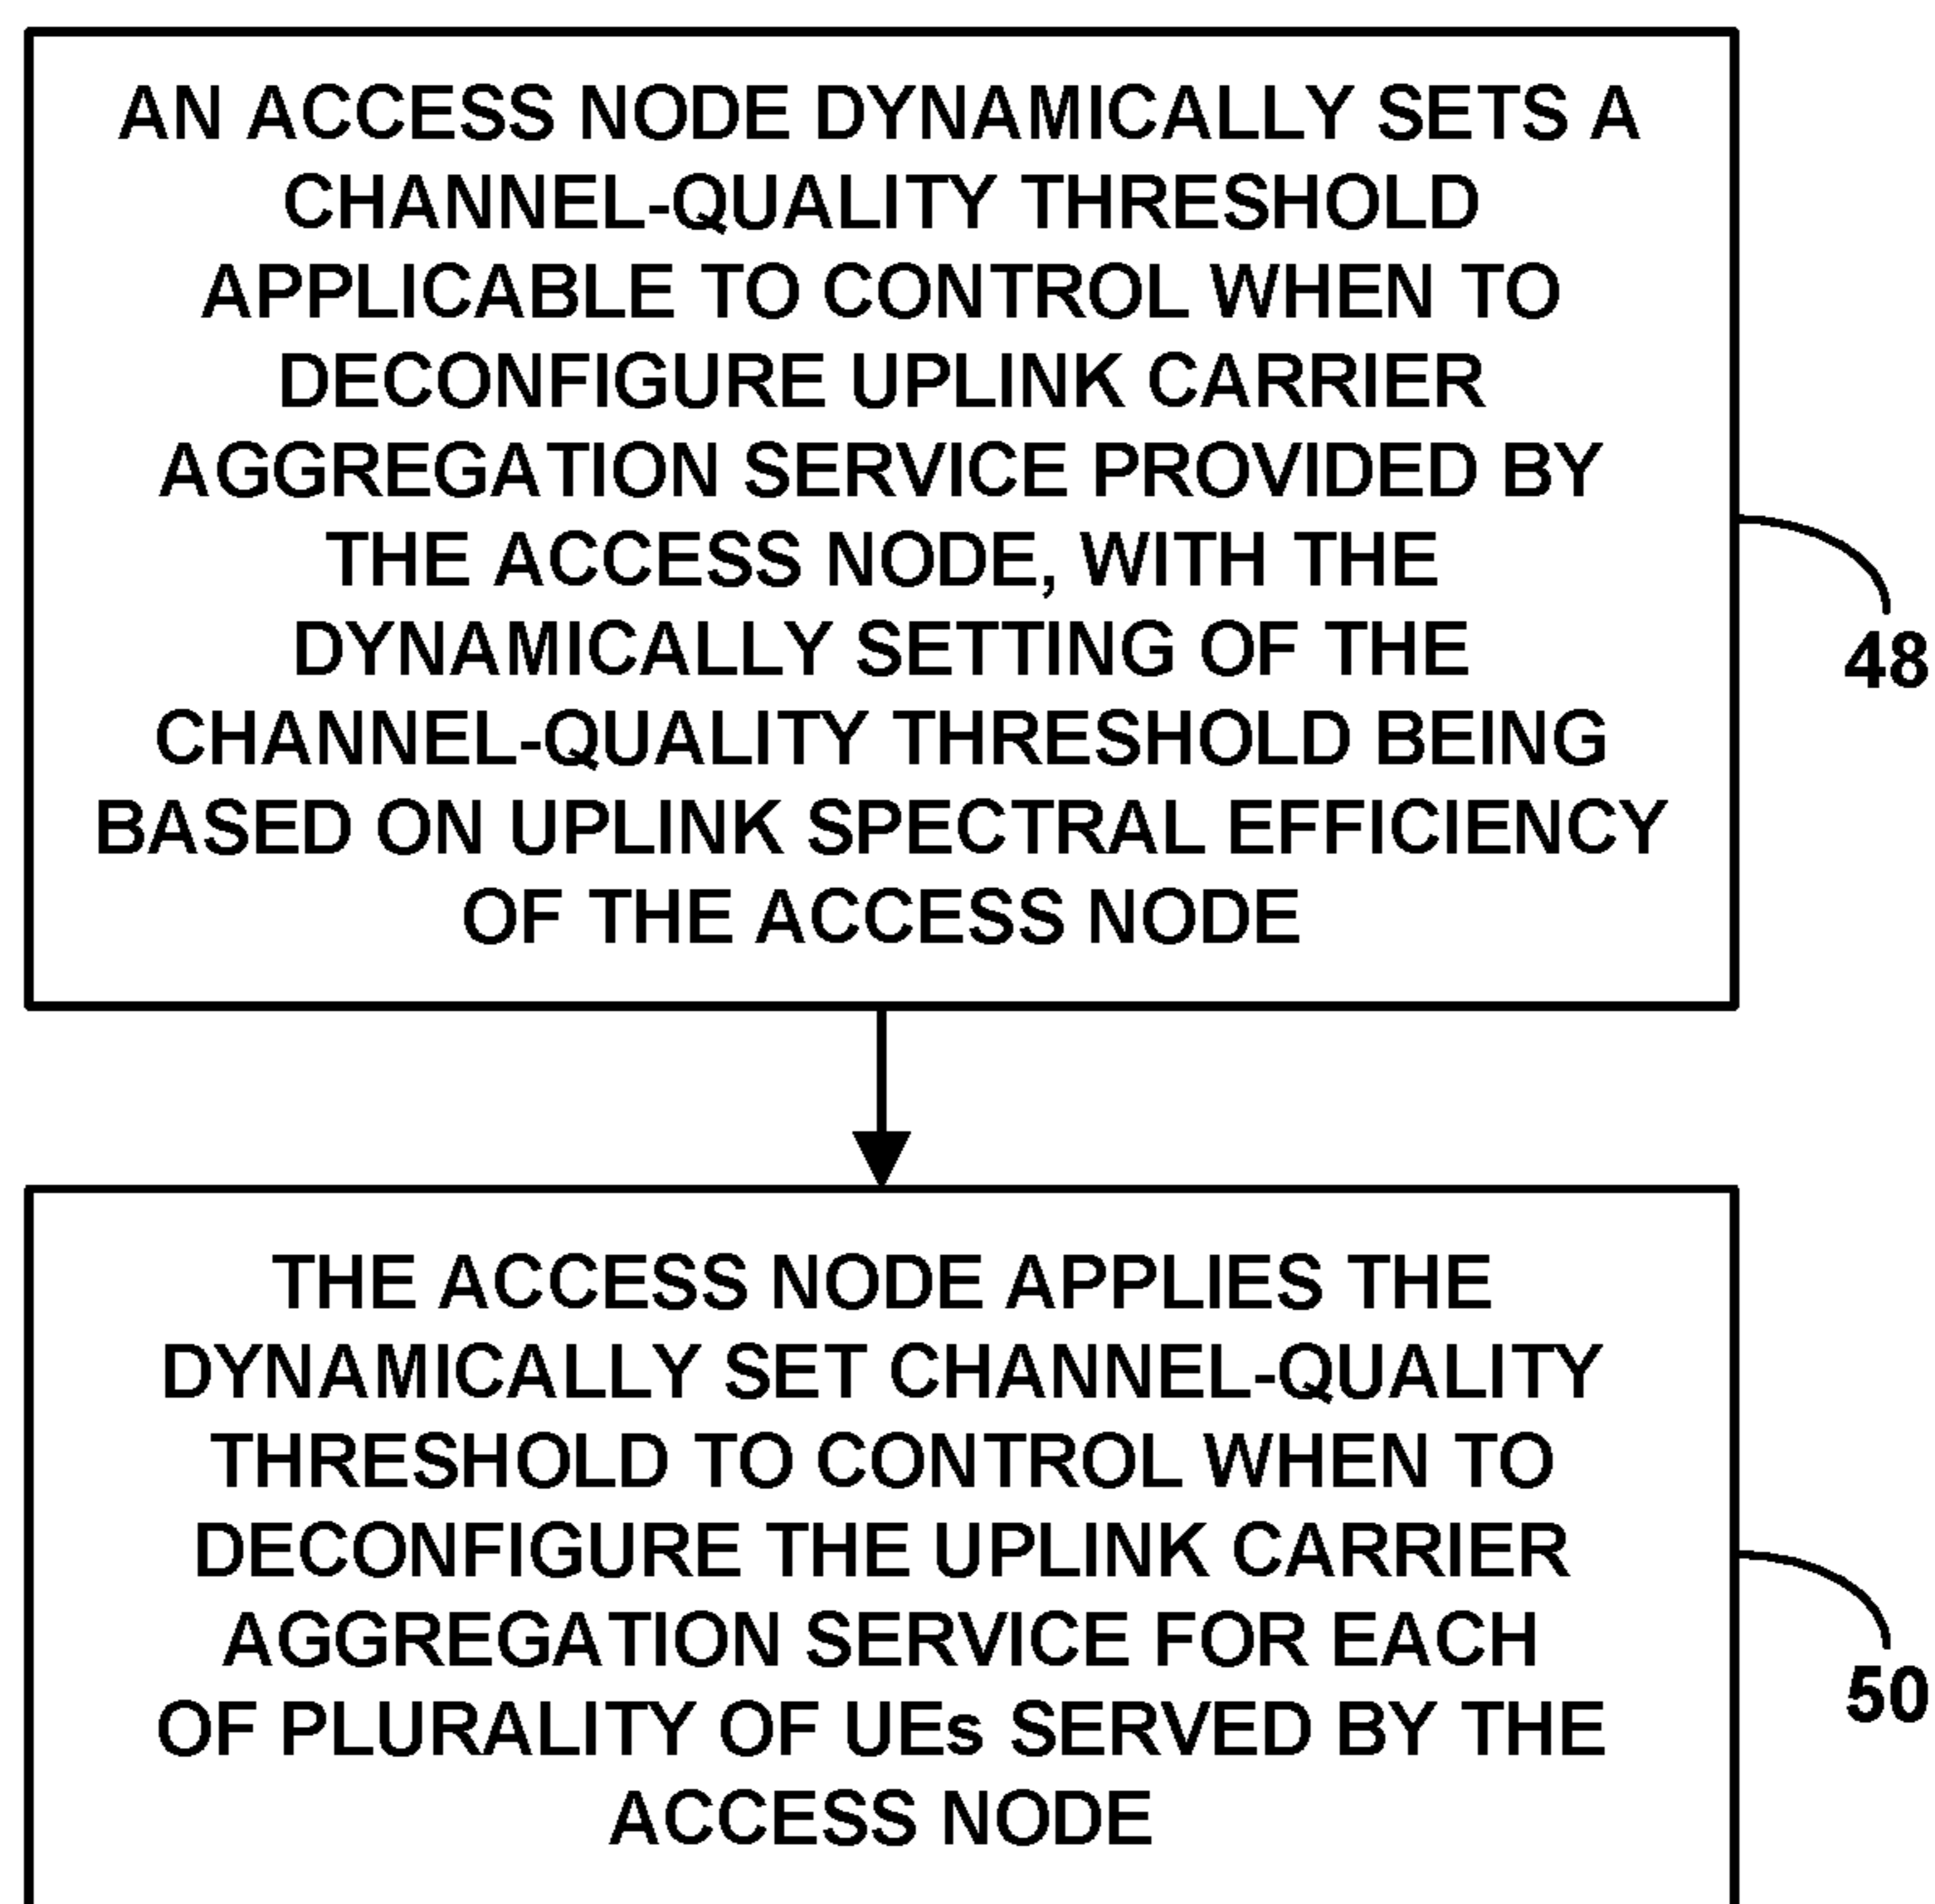 AN ACCESS NODE DYNAMICALLY SETS A
CHANNEL-QUALITY THRESHOLD
APPLICABLE TO CONTROL WHEN TO
DECONFIGURE UPLINK CARRIER
AGGREGATION SERVICE PROVIDED BY
THE ACCESS NODE, WITH THE
DYNAMICALLY SETTING OF THE
CHANNEL-QUALITY THRESHOLD BEING
BASED ON UPLINK SPECTRAL EFFICIENCY
OF THE ACCESS NODE
48
THE ACCESS NODE APPLIES THE
DYNAMICALLY SET CHANNEL-QUALITY
THRESHOLD TO CONTROL WHEN TO
DECONFIGURE THE UPLINK CARRIER
AGGREGATION SERVICE FOR EACH
OF PLURALITY OF UEs SERVED BY THE
ACCESS NODE
50